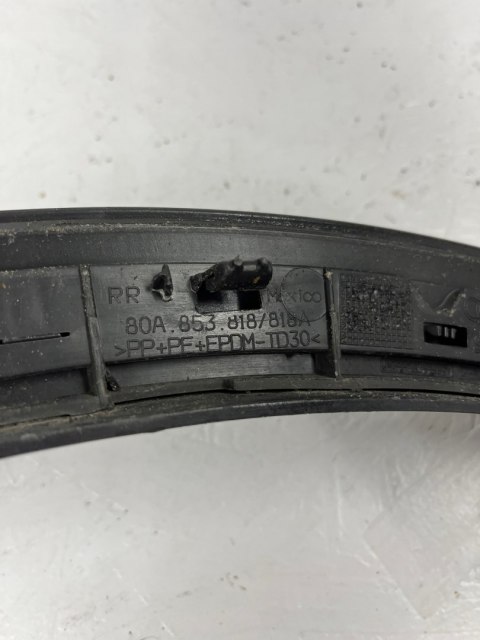 RR Mexico
80A.853.818/818A
>PP+PE+EPDM-TD30<